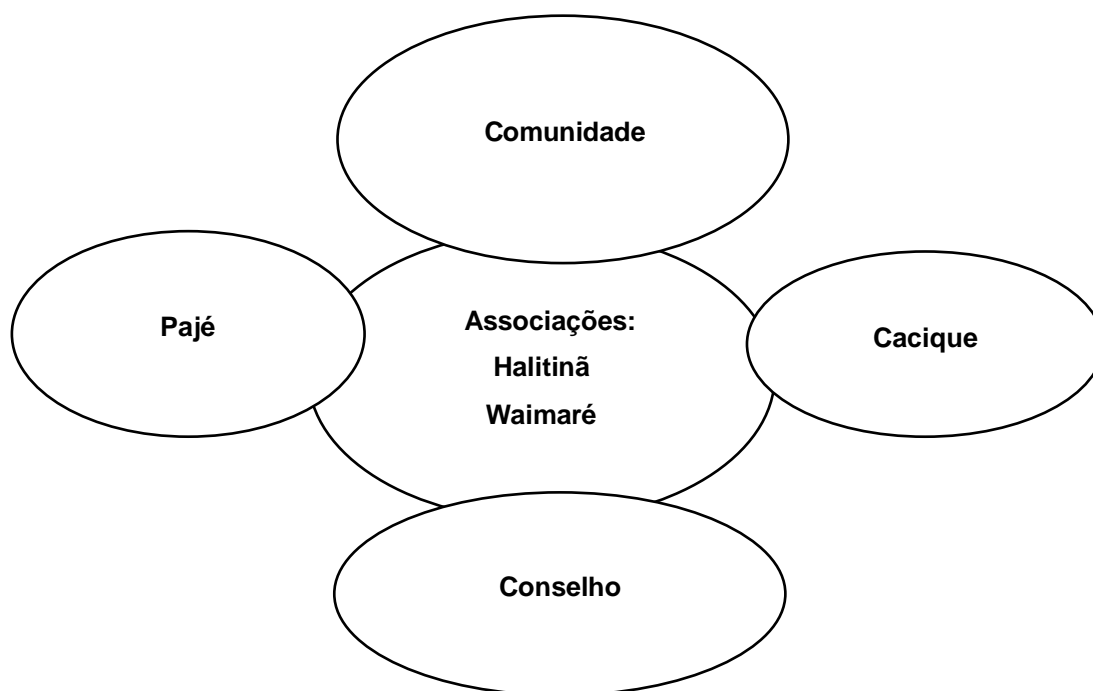 Comunidade
Pajé
Associações:
Halitinã
Waimaré
Cacique
Conselho